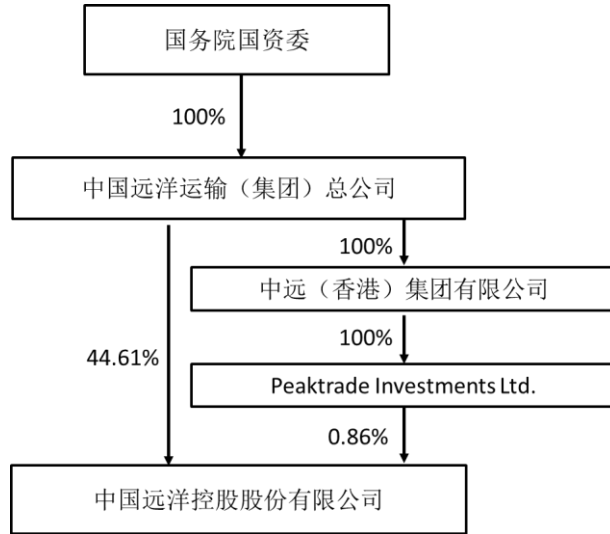 国务院国资委
100%
中国远洋运输（集团）总公司
100%
中远（香港）集团有限公司
44.61%
100%
Peaktrade Investments Ltd.
0.86%
中国远洋控股股份有限公司